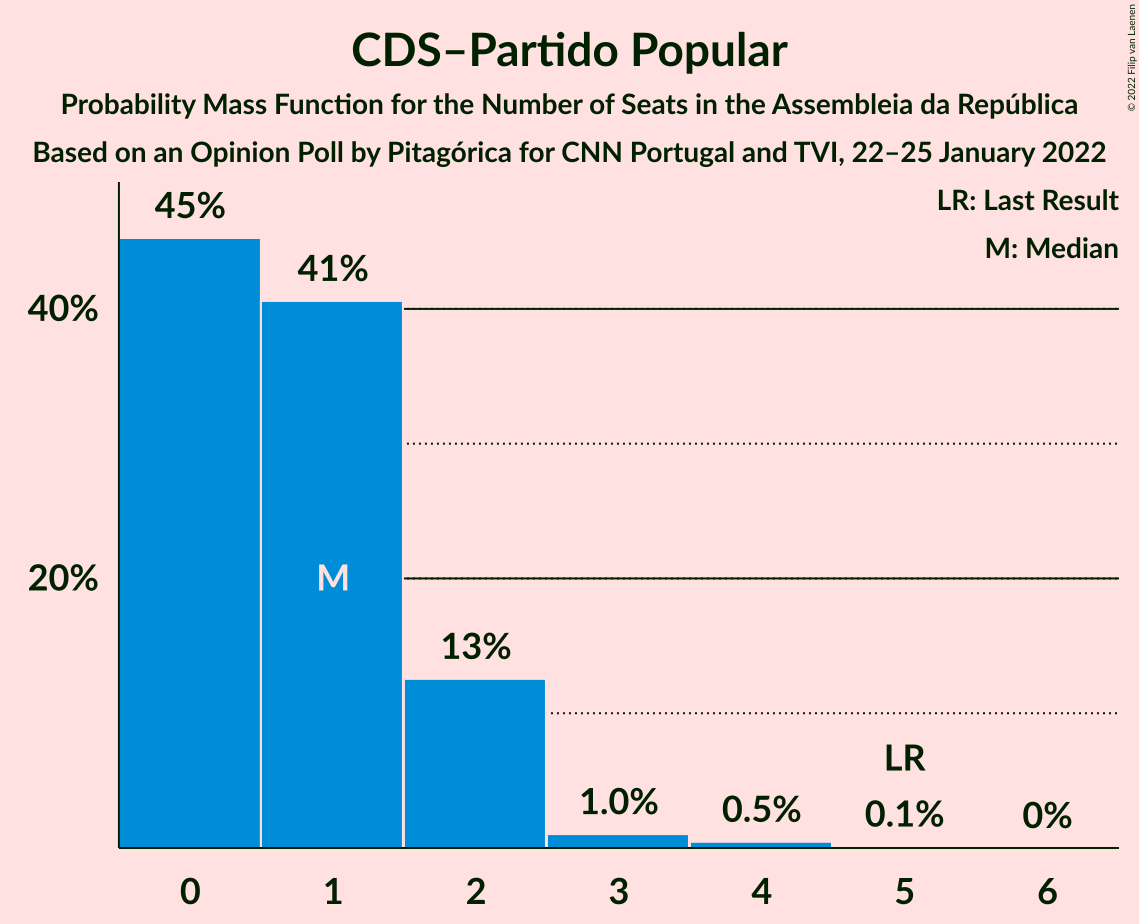 CDS–Partido Popular
Probability Mass Function for the Number of Seats in the Assembleia da República
Based on an Opinion Poll by Pitagórica for CNN Portugal and TVI, 22–25 January 2022
© 2022 Filip van Laenen
LR: Last Result
M: Median
45%
41%
40%
M
20%
13%
LR
1.0%
0.5%
0.1%
0%
0 1 2 3 4 5 6